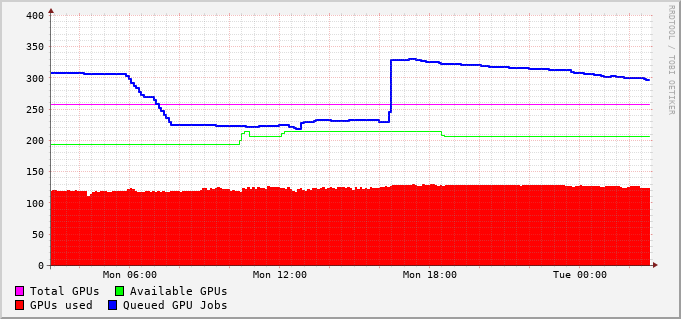 400
350
300
250
200
150
100
50
0
Mon 06:00 Mon 12:00 Mon 18:00 Tue 00:00
Total GPUs Available GPUs
GPUs used Queued GPU Jobs
RRDTOOL / TOBI OETIKER